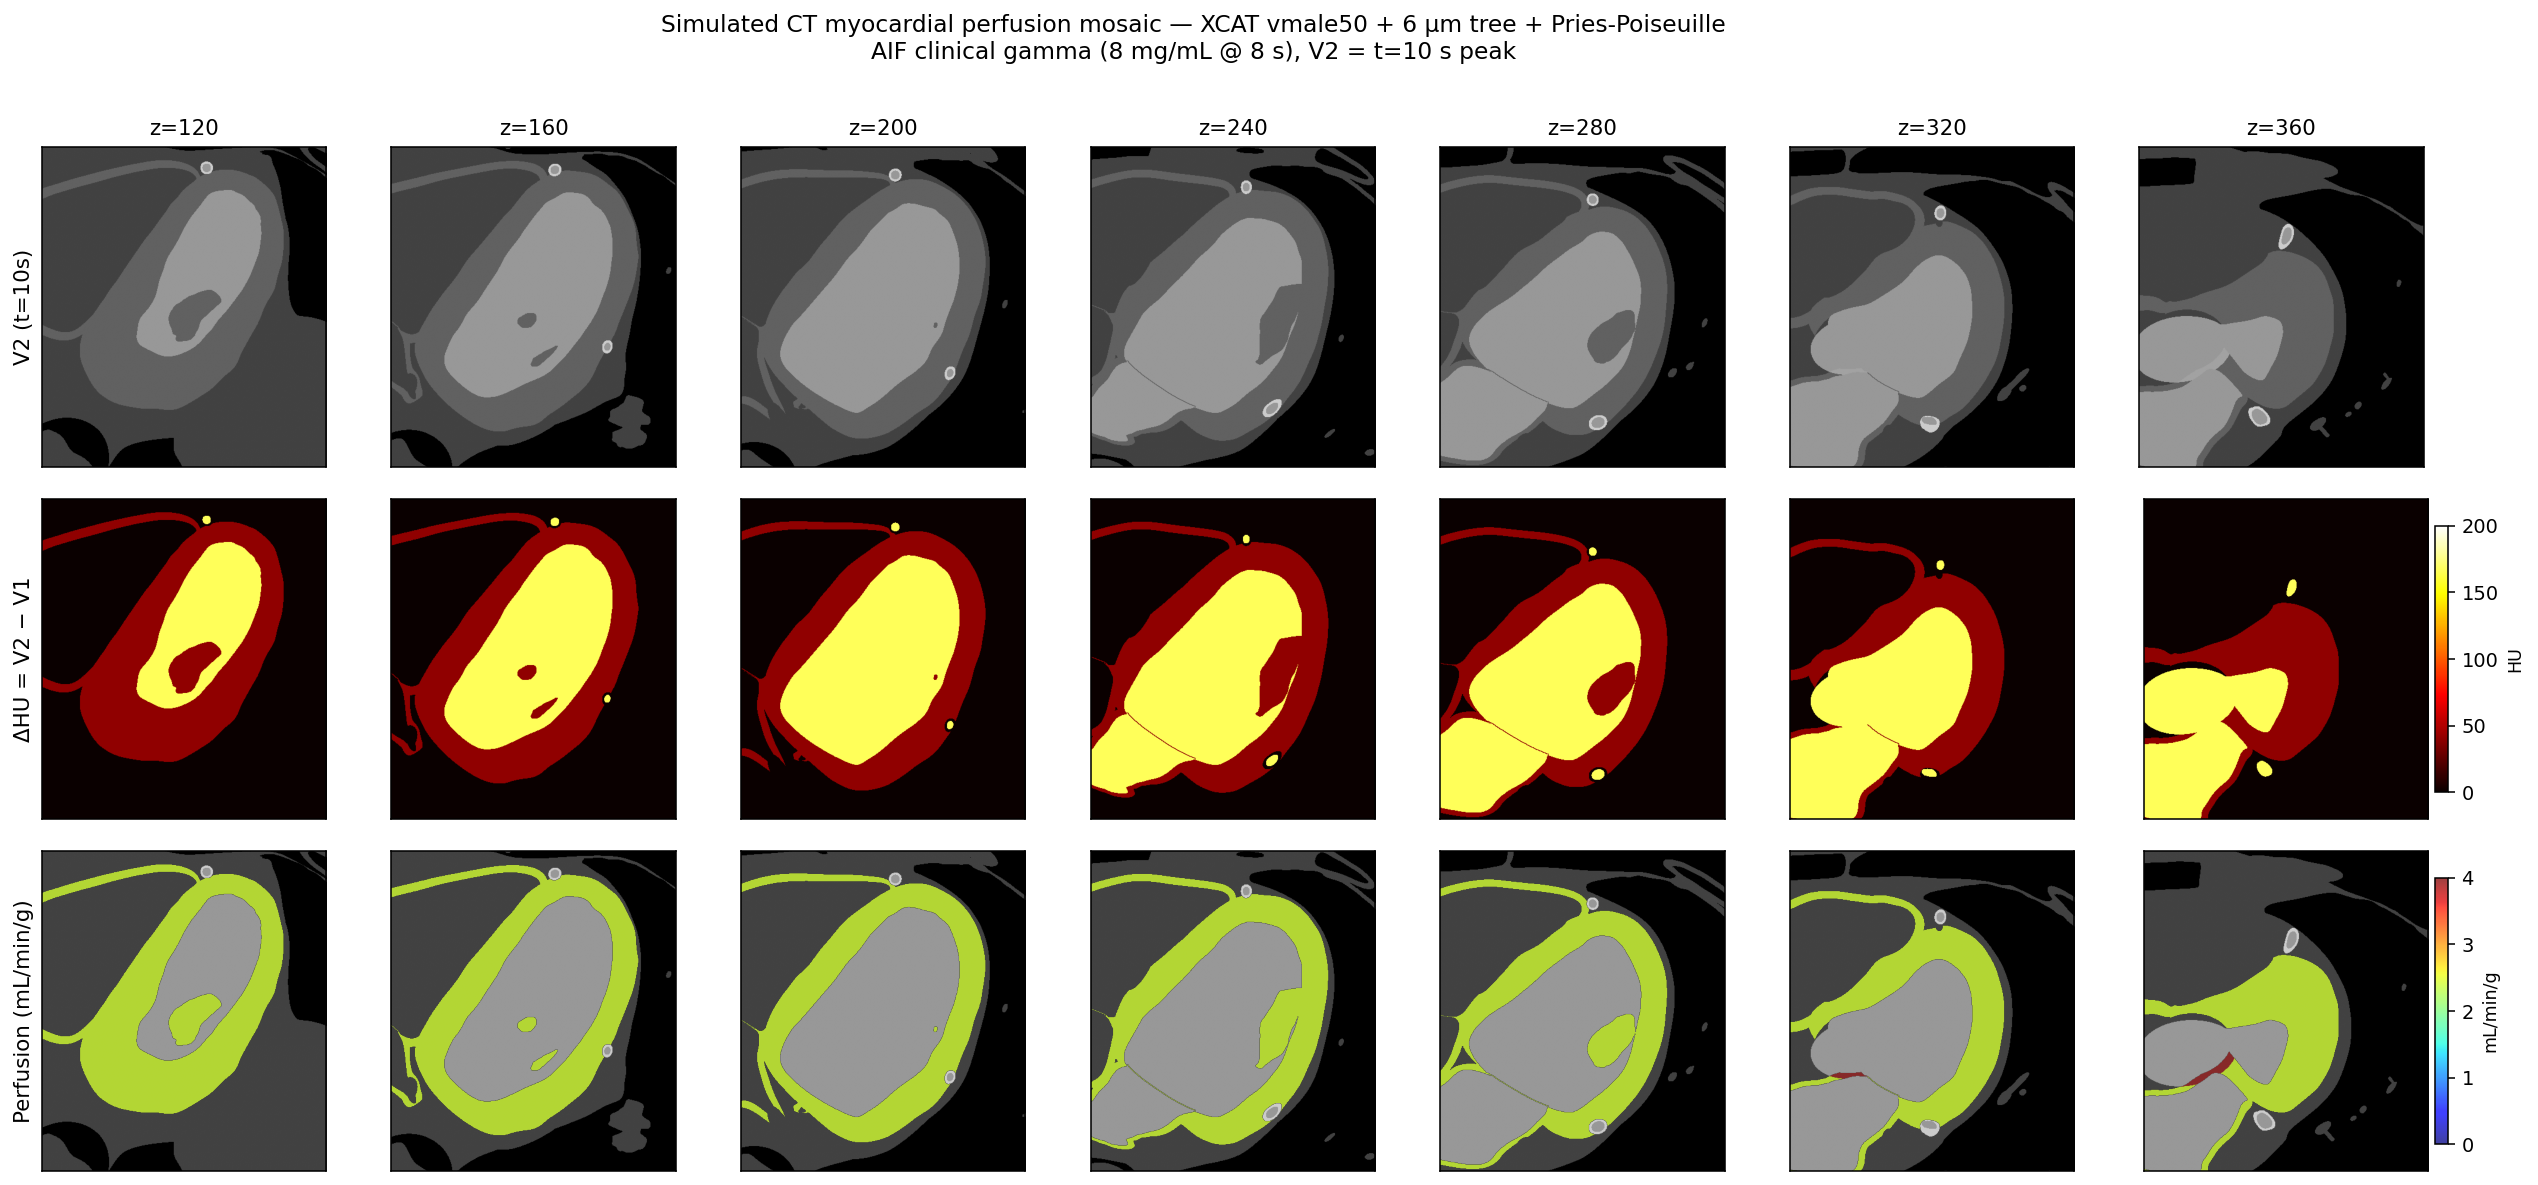 Simulated CT myocardial perfusion mosaic — XCAT vmale50 + 6 µm tree + Pries-Poiseuille
AIF clinical gamma (8 mg/mL @ 8 s), V2 = t=10 s peak
z=120
z=160
z=200
z=240
z=280
z=320
z=360
V2 (t=10s)
ΔHU = V2 − V1
200
150
100
50
0
HU
Perfusion (mL/min/g)
4
3
2
1
0
mL/min/g